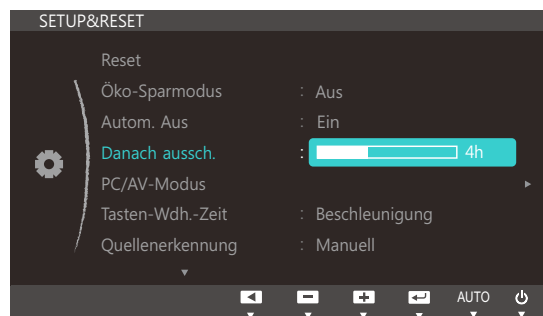 SETUP&RESET
Reset
Öko-Sparmodus : Aus
Autom. Aus : Ein
Danach aussch. : 4h
PC/AV-Modus
Tasten-Wdh.-Zeit : Beschleunigung
Quellenerkennung : Manuell
AUTO